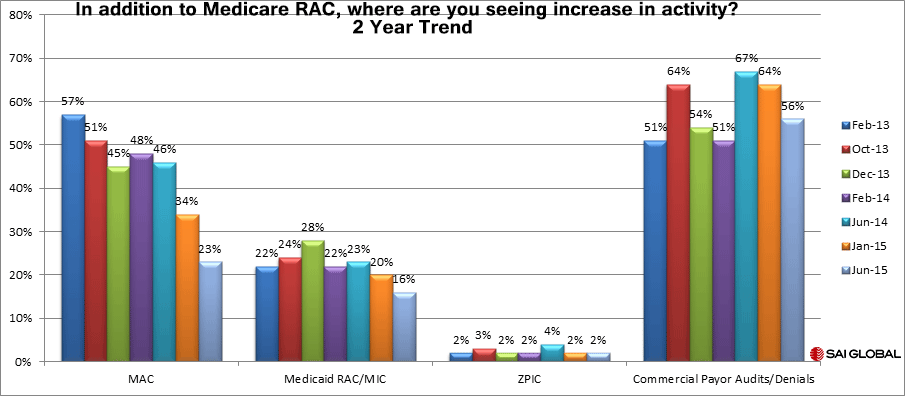 In addition to Medicare RAC, where are you seeing increase in activity?
2 Year Trend
80%
70%
60%
50%
40%
30%
20%
10%
0%
57%
51%
45%
48%
46%
34%
23%
22%
24%
28%
22%
23%
20%
16%
2%
3%
2%
2%
4%
2%
2%
51%
64%
54%
51%
67%
64%
56%
MAC
Medicaid RAC/MIC
ZPIC
Commercial Payor Audits/Denials
Feb-13
Oct-13
Dec-13
Feb-14
Jun-14
Jan-15
Jun-15
SAI GLOBAL